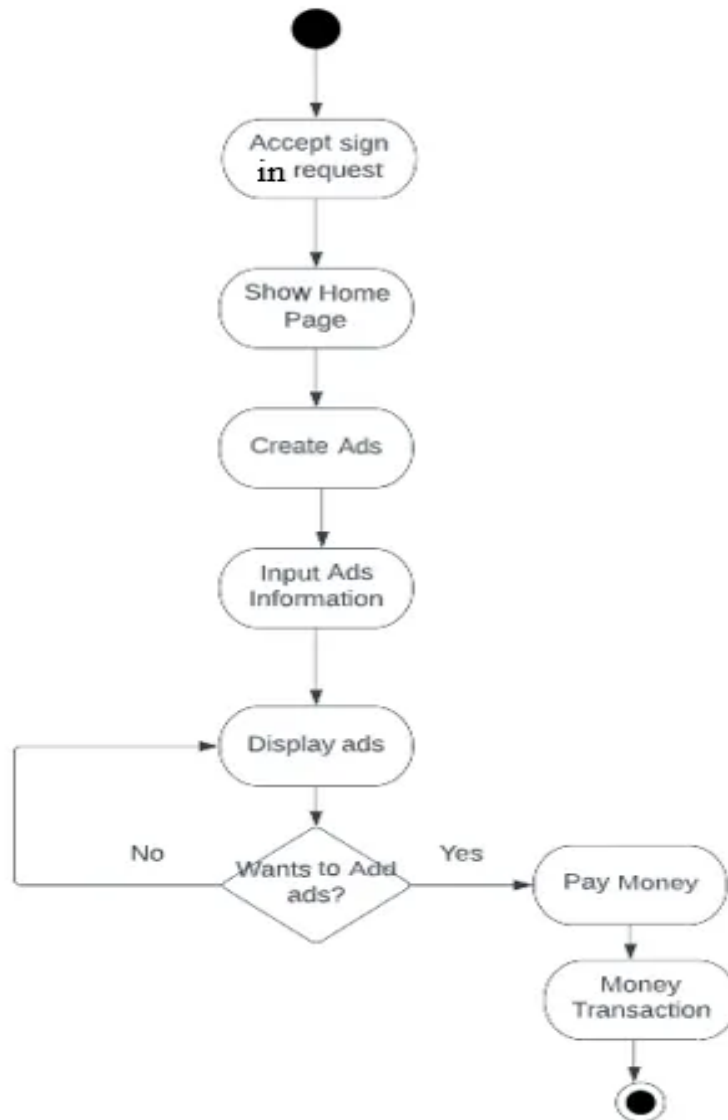 Accept sign
in request
Show Home
Page
Create Ads
Input Ads
Information
Display ads
No
Wants to Add
ads?
Yes
Pay Money
Money
Transaction